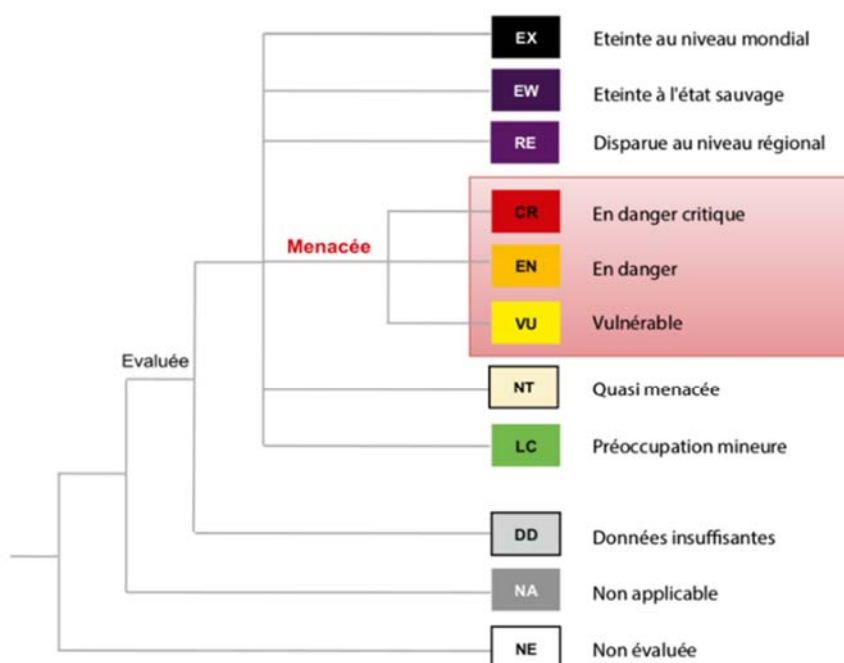 EX Eteinte au niveau mondial
EW Eteinte à l'état sauvage
RE Disparue au niveau régional
CR En danger critique
Menacée
EN En danger
VU Vulnérable
Evaluée
NT Quasi menacée
LC Préoccupation mineure
DD Données insuffisantes
NA Non applicable
NE Non évaluée